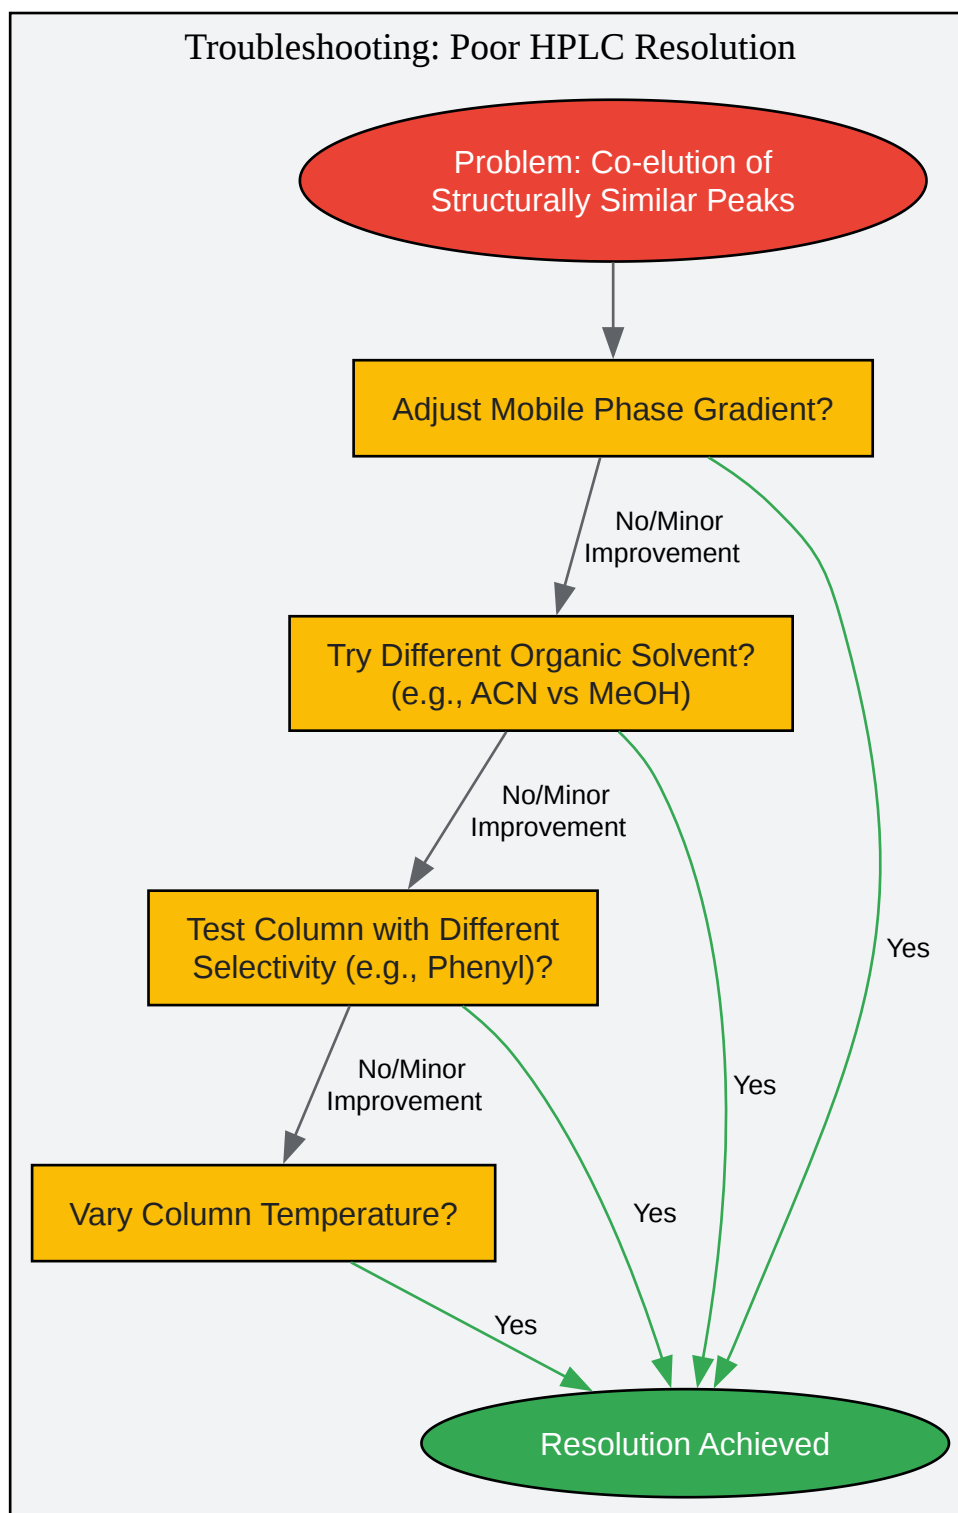 Troubleshooting: Poor HPLC Resolution
Problem: Co-elution of
Structurally Similar Peaks
Adjust Mobile Phase Gradient?
No/Minor
Improvement
Try Different Organic Solvent?
(e.g., ACN vs MeOH)
No/Minor
Improvement
Test Column with Different
Selectivity (e.g., Phenyl)?
Yes
No/Minor
Improvement
Yes
Vary Column Temperature?
Yes
Yes
Resolution Achieved